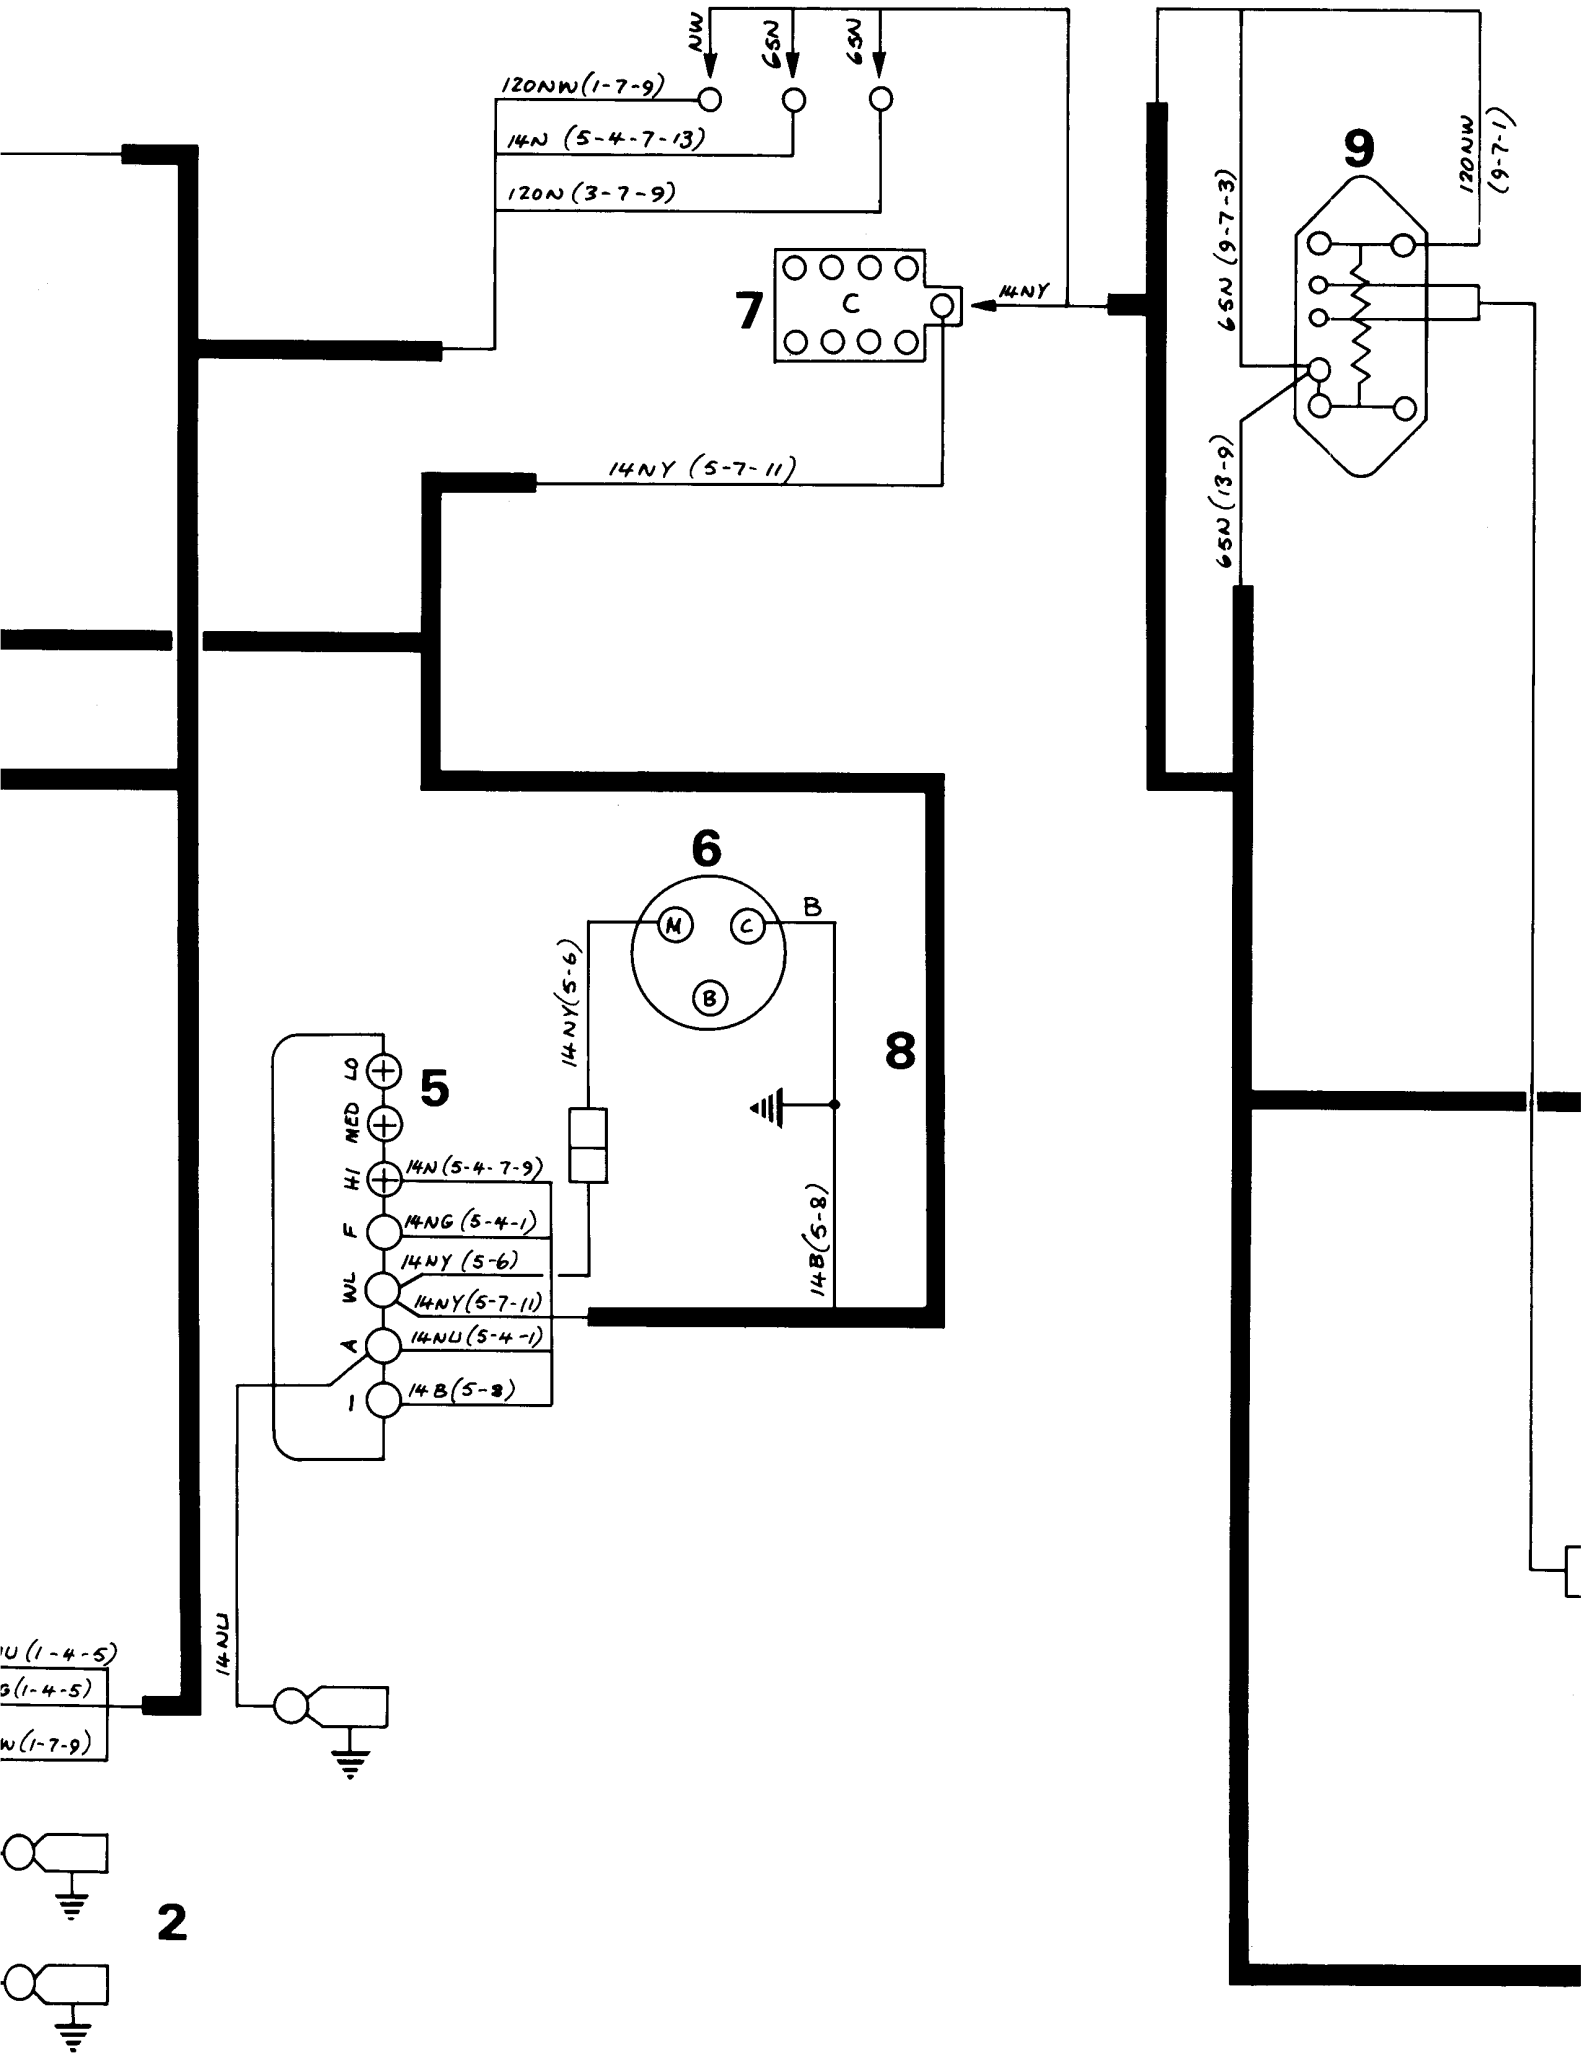 NW
65N
65N
120NW(1-7-9)
14N (5-4-7-13)
120N (3-7-9)
9
120NW
(9-7-1)
65N (9-7-3)
7
C
14NY
14NY (5-7-11)
65N (13-9)
6
M
C
B
B
14NY(5-6)
8
5
LO
MED
HI
F
WL
A
I
14N(5-4-7-9)
14NG (5-4-1)
14NY (5-6)
14NY(5-7-11)
14NU(5-4-1)
14B(5-8)
14B(5-8)
14NU
U (1-4-5)
(1-4-5)
W(1-7-9)
2